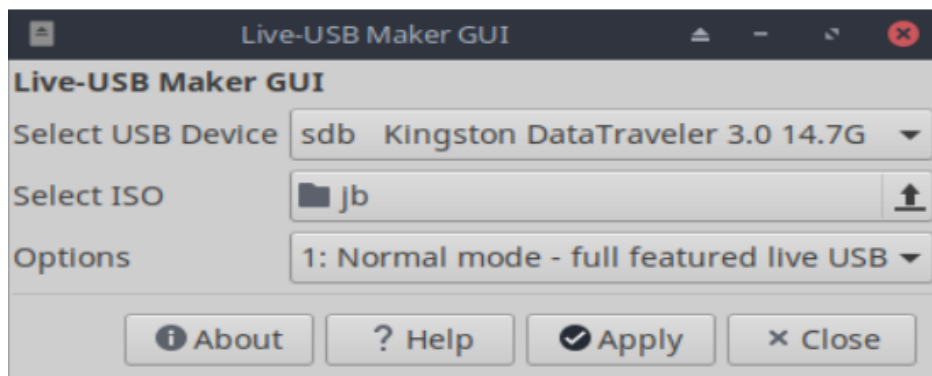 Live-USB Maker GUI
Live-USB Maker GUI
Select USB Device sdb Kingston DataTraveler 3.0 14.7G
Select ISO jb
Options 1: Normal mode - full featured live USB
About ? Help Apply Close